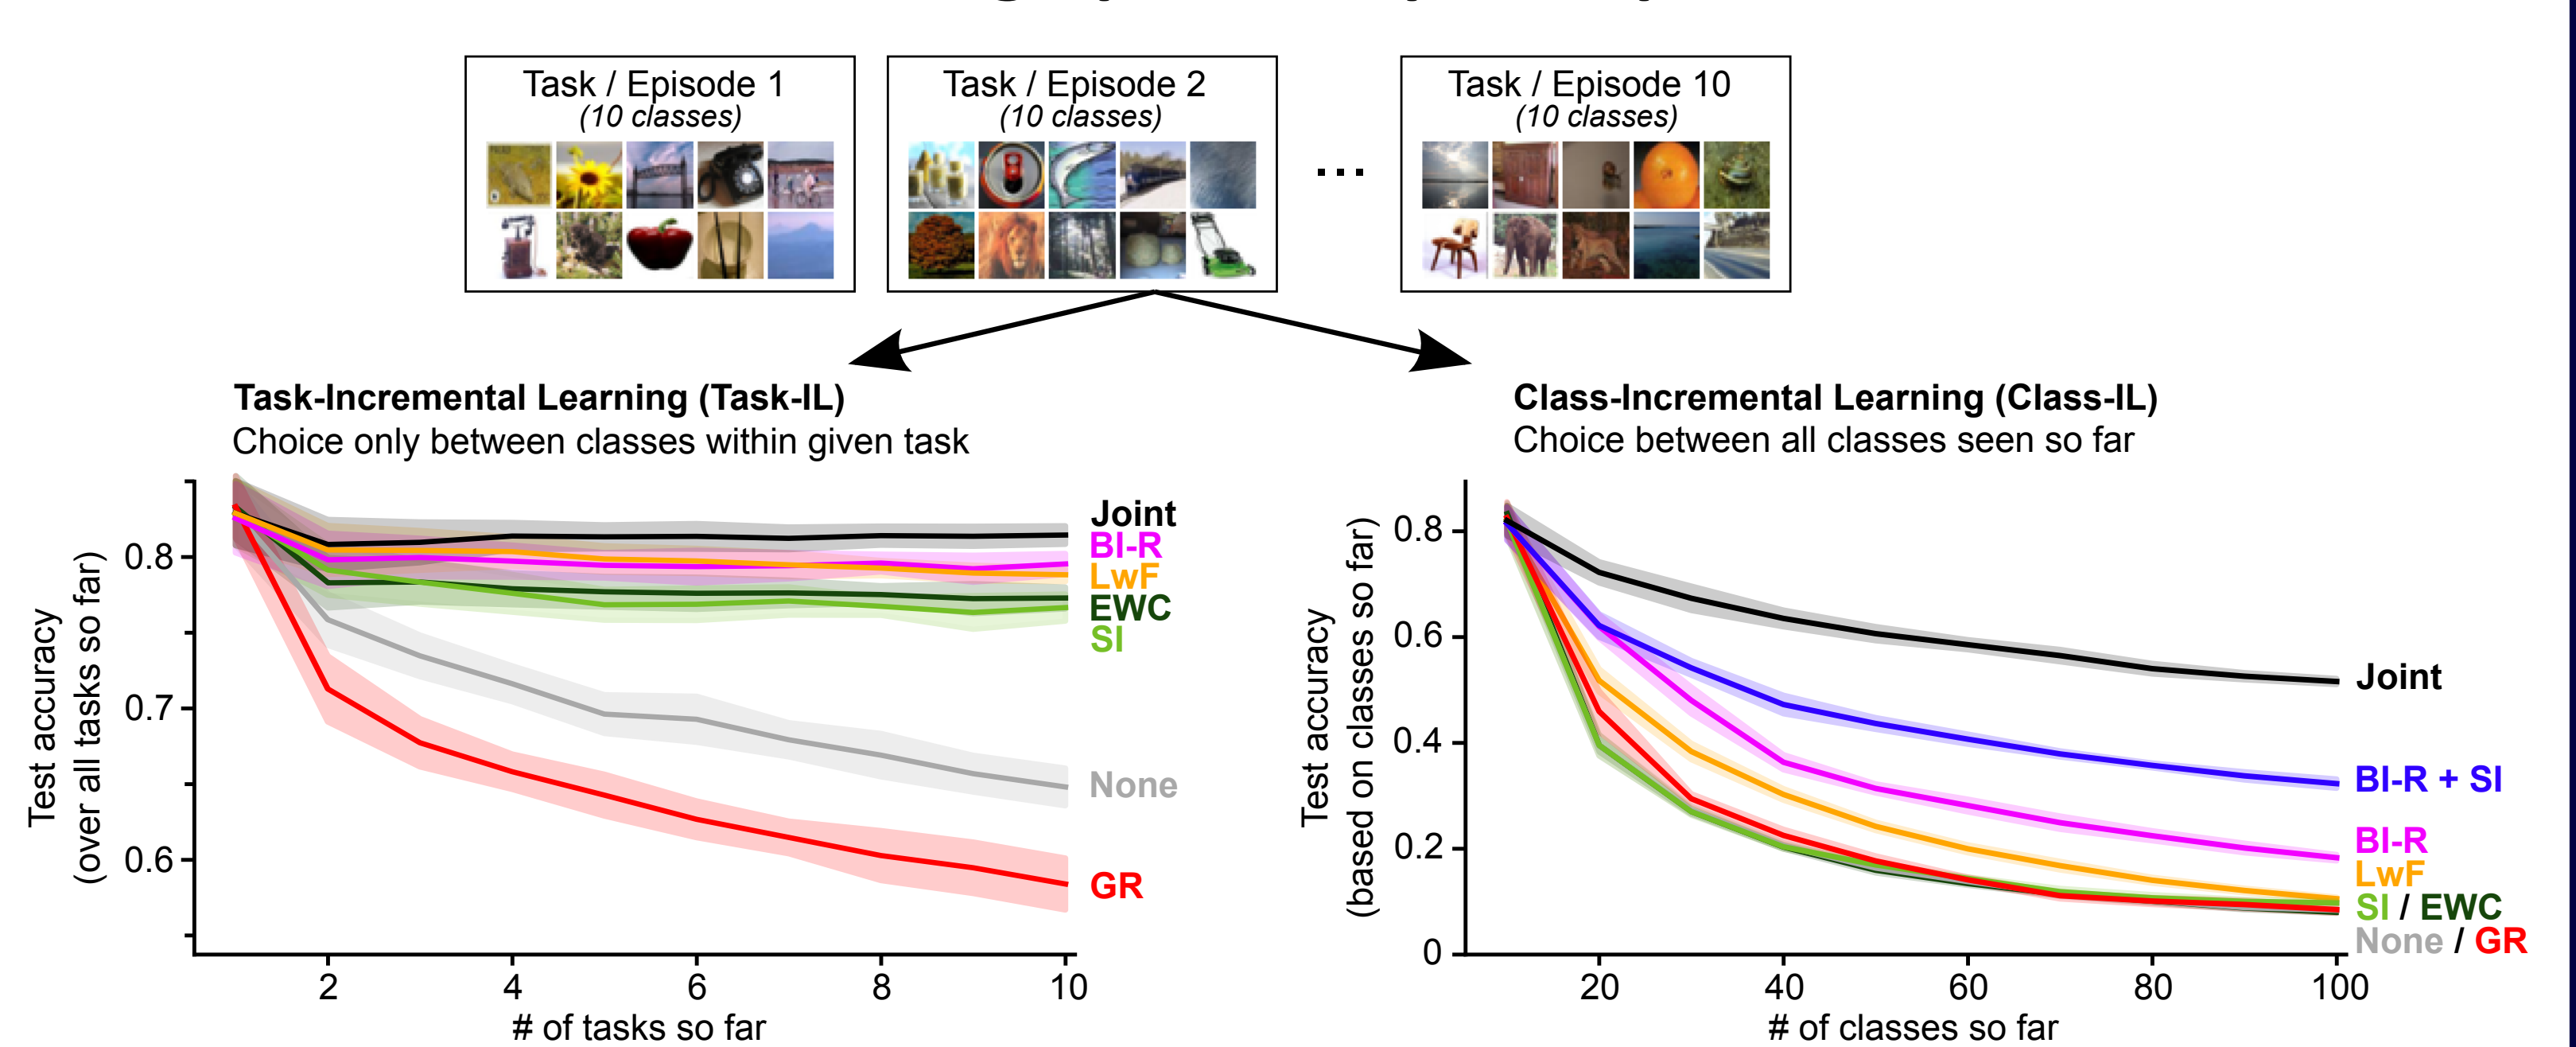 Task / Episode 1
(10 classes)
Task / Episode 2
(10 classes)
...
Task / Episode 10
(10 classes)
Task-Incremental Learning (Task-IL)
Choice only between classes within given task
Test accuracy
(over all tasks so far)
0.8
0.7
0.6
2
4
6
8
10
# of tasks so far
Joint
BI-R
LwF
EWC
SI
None
GR
Class-Incremental Learning (Class-IL)
Choice between all classes seen so far
Test accuracy
(based on classes so far)
0.8
0.6
0.4
0.2
0
20
40
60
80
100
# of classes so far
Joint
BI-R + SI
BI-R
LwF
SI / EWC
None / GR